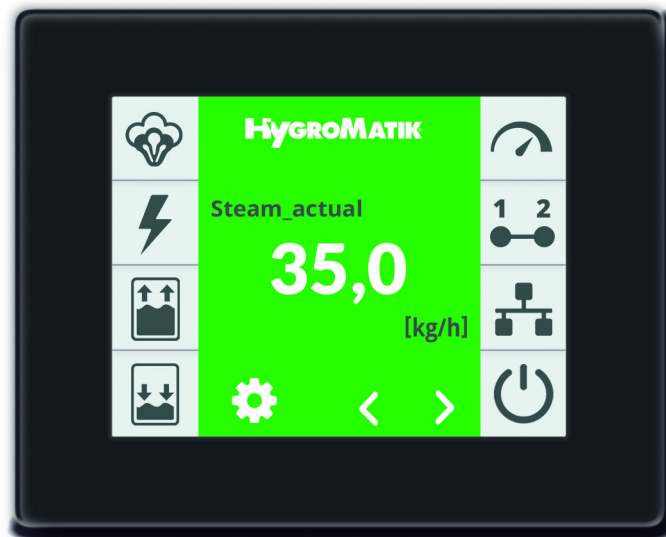 HYGROMATIK
Steam_actual
1 2
35,0
[kg/h]